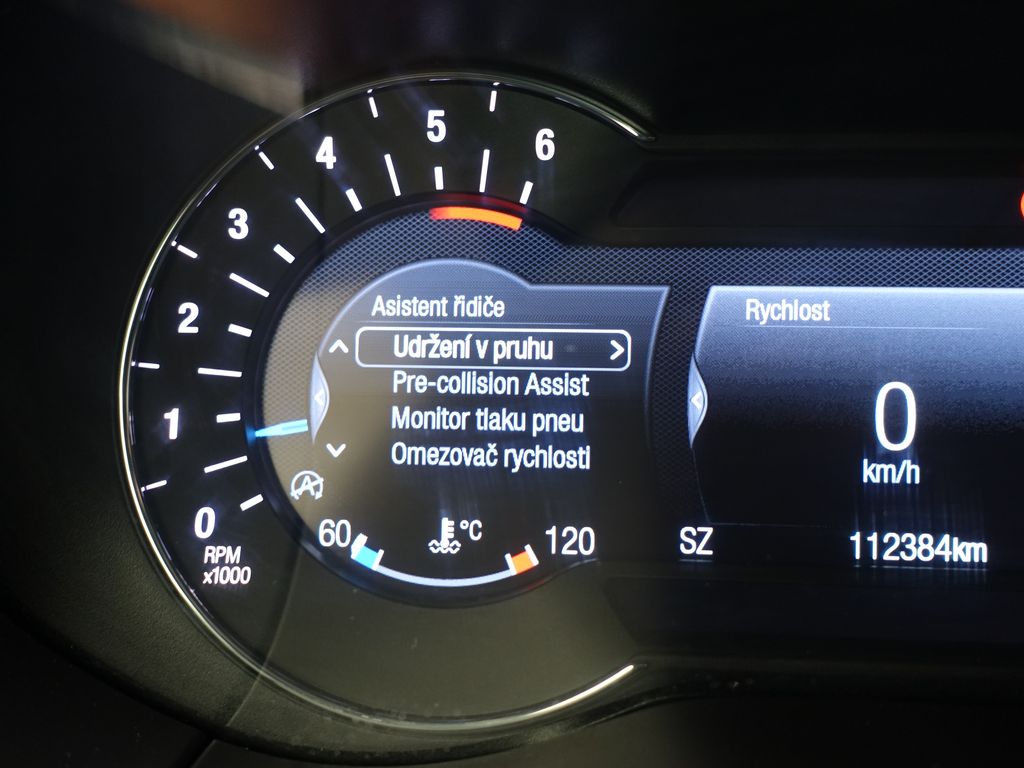 6
5
4
3
2
1
0
RPM
x1000
Asistent řidiče
Udržení v pruhu
Pre-collision Assist
Monitor tlaku pneu
Omezovač rychlosti
A
60 °C 120
Rychlost
0
km/h
SZ 112384km